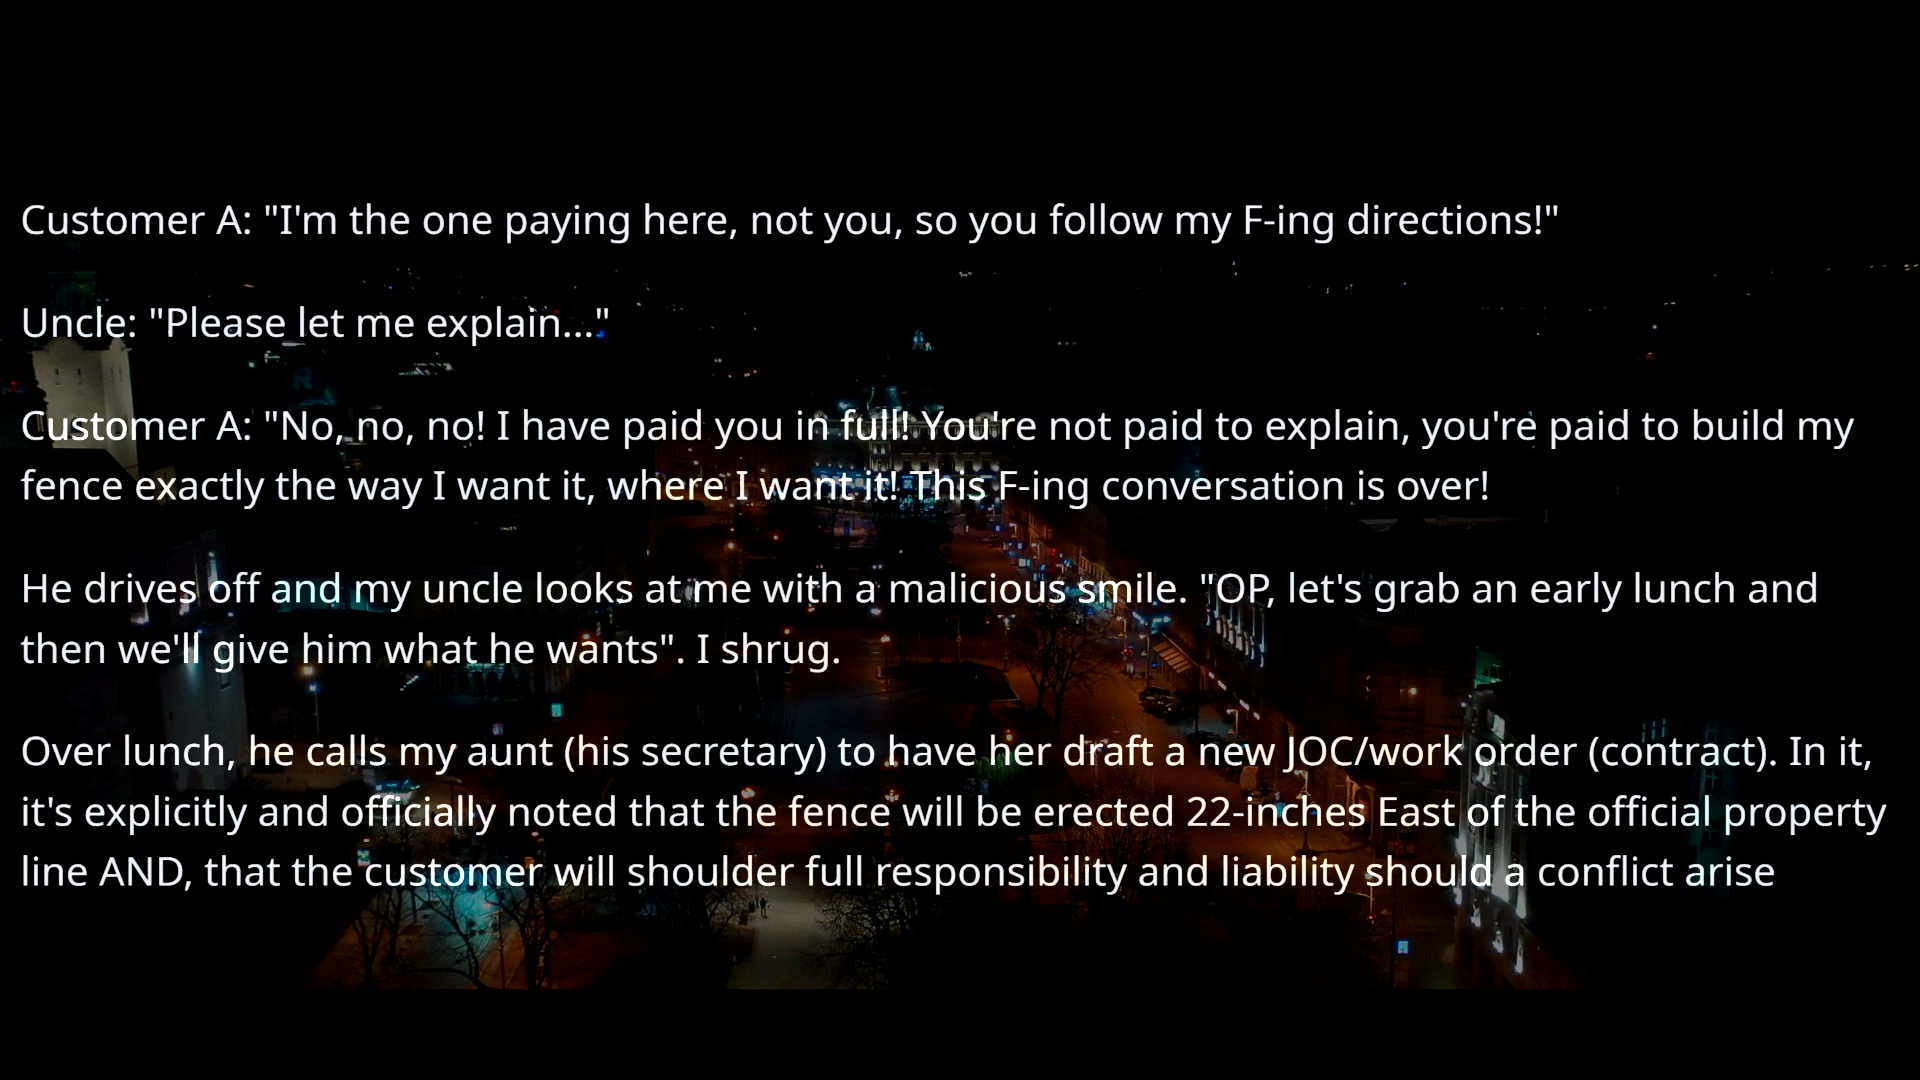 Customer A: "I'm the one paying here, not you, so you follow my F-ing directions!"
Uncle: "Please let me explain..."
Customer A: "No, no, no! I have paid you in full! You're not paid to explain, you're paid to build my
fence exactly the way I want it, where I want it! This F-ing conversation is over!
He drives off and my uncle looks at me with a malicious smile. "OP, let's grab an early lunch and
then we'll give him what he wants". I shrug.
Over lunch, he calls my aunt (his secretary) to have her draft a new JOC/work order (contract). In it,
it's explicitly and officially noted that the fence will be erected 22-inches East of the official property
line AND, that the customer will shoulder full responsibility and liability should a conflict arise